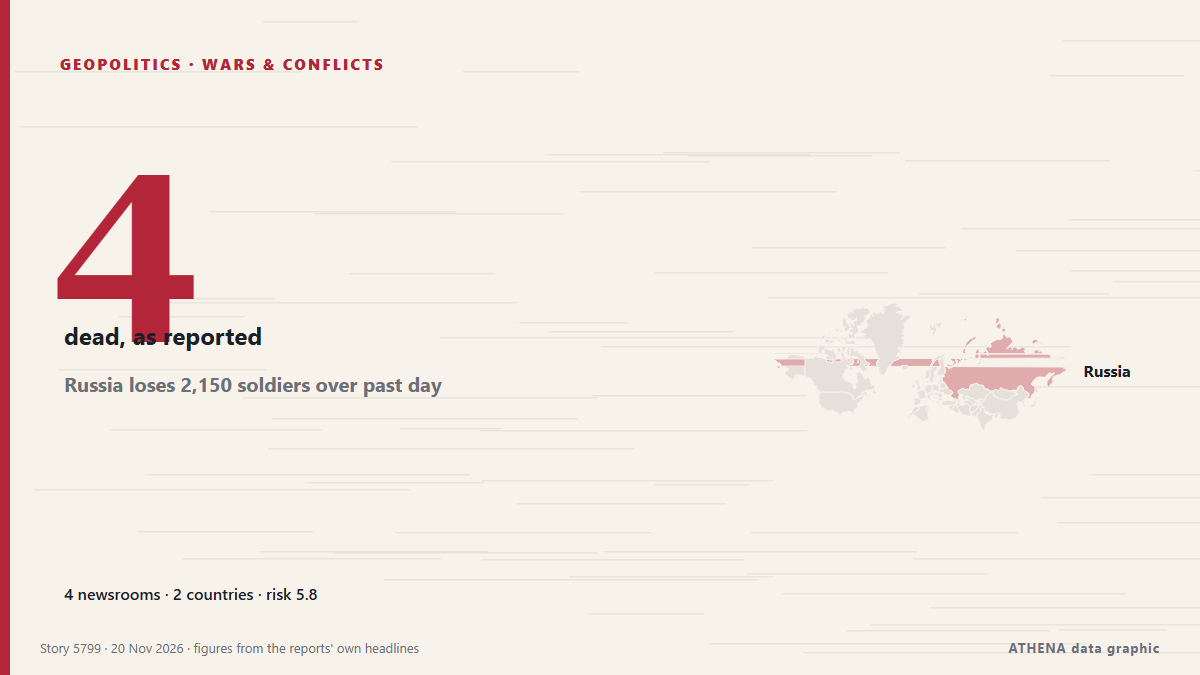 GEOPOLITICS · WARS & CONFLICTS
4
dead, as reported
Russia loses 2,150 soldiers over past day
Russia
4 newsrooms · 2 countries · risk 5.8
Story 5799 · 20 Nov 2026 · figures from the reports' own headlines
ATHENA data graphic